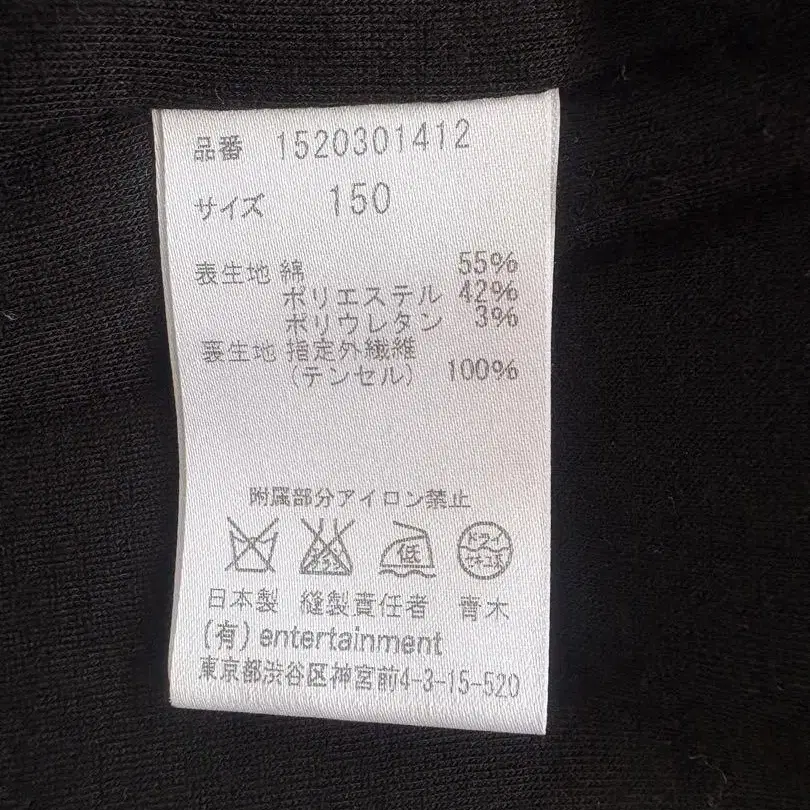 品番 1520301412
サイズ 150
表生地 綿 55%
ポリエステル 42%
ポリウレタン 3%
裏生地 指定外繊維
(テンセル) 100%
附属部分アイロン禁止
低 ドライ
日本製 縫製責任者 青木
(有) entertainment
東京都渋谷区神宮前4-3-15-520